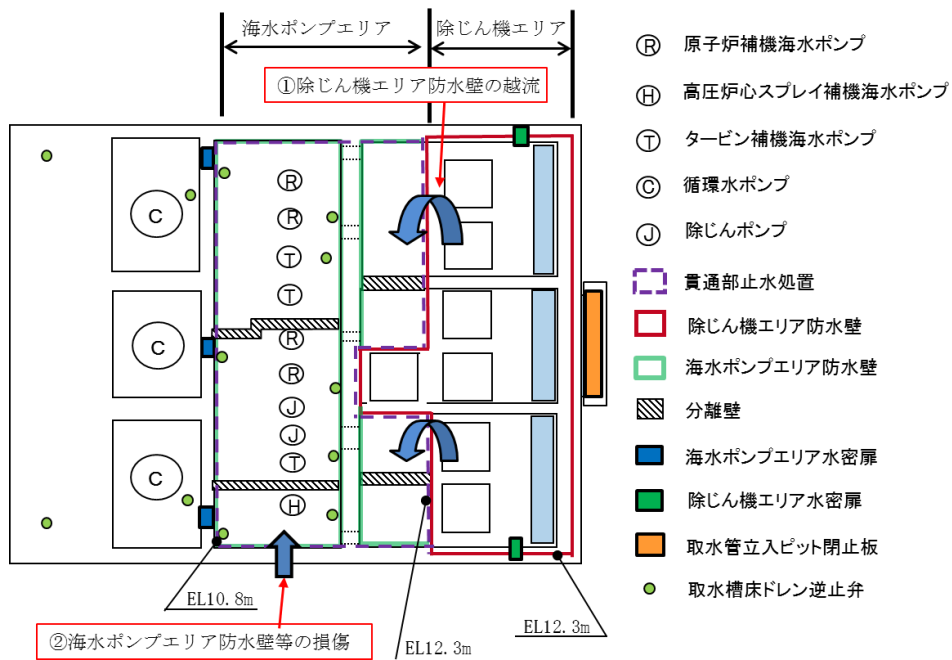 海水ポンプエリア
除じん機エリア
①除じん機エリア防水壁の越流
C
C
C
R
R
T
T
R
R
J
J
T
H
EL10.8m
EL12.3m
EL12.3m
②海水ポンプエリア防水壁等の損傷
R 原子炉補機海水ポンプ
H 高圧炉心スプレイ補機海水ポンプ
T タービン補機海水ポンプ
C 循環水ポンプ
J 除じんポンプ
貫通部止水処置
除じん機エリア防水壁
海水ポンプエリア防水壁
分離壁
海水ポンプエリア水密扉
除じん機エリア水密扉
取水管立入ピット閉止板
取水槽床ドレン逆止弁